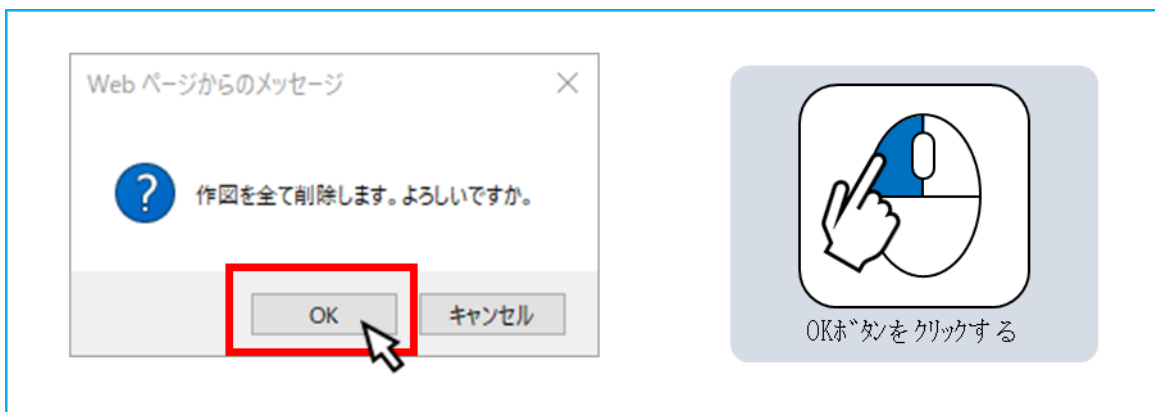 Web ページからのメッセージ
作図を全て削除します。よろしいですか。
OK
キャンセル
OKボタンをクリックする